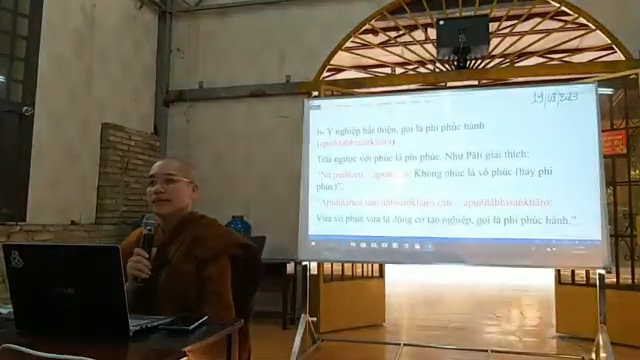 b- Ý nghiệp bất thiện, gọi là phi phúc hành
(apuññābhisaṅkhāra)
Trái ngược với phúc là phi phúc. Như Pāli giải thích:
"Na puññaṃ Không phúc là vô phúc (hay phi
phúc)".
"Apuññañca taṃ abhisaṅkhāro cāti apuññābhisaṅkhāro:
Vừa vô phúc vừa là động cơ tạo nghiệp, gọi là phi phúc hành.".